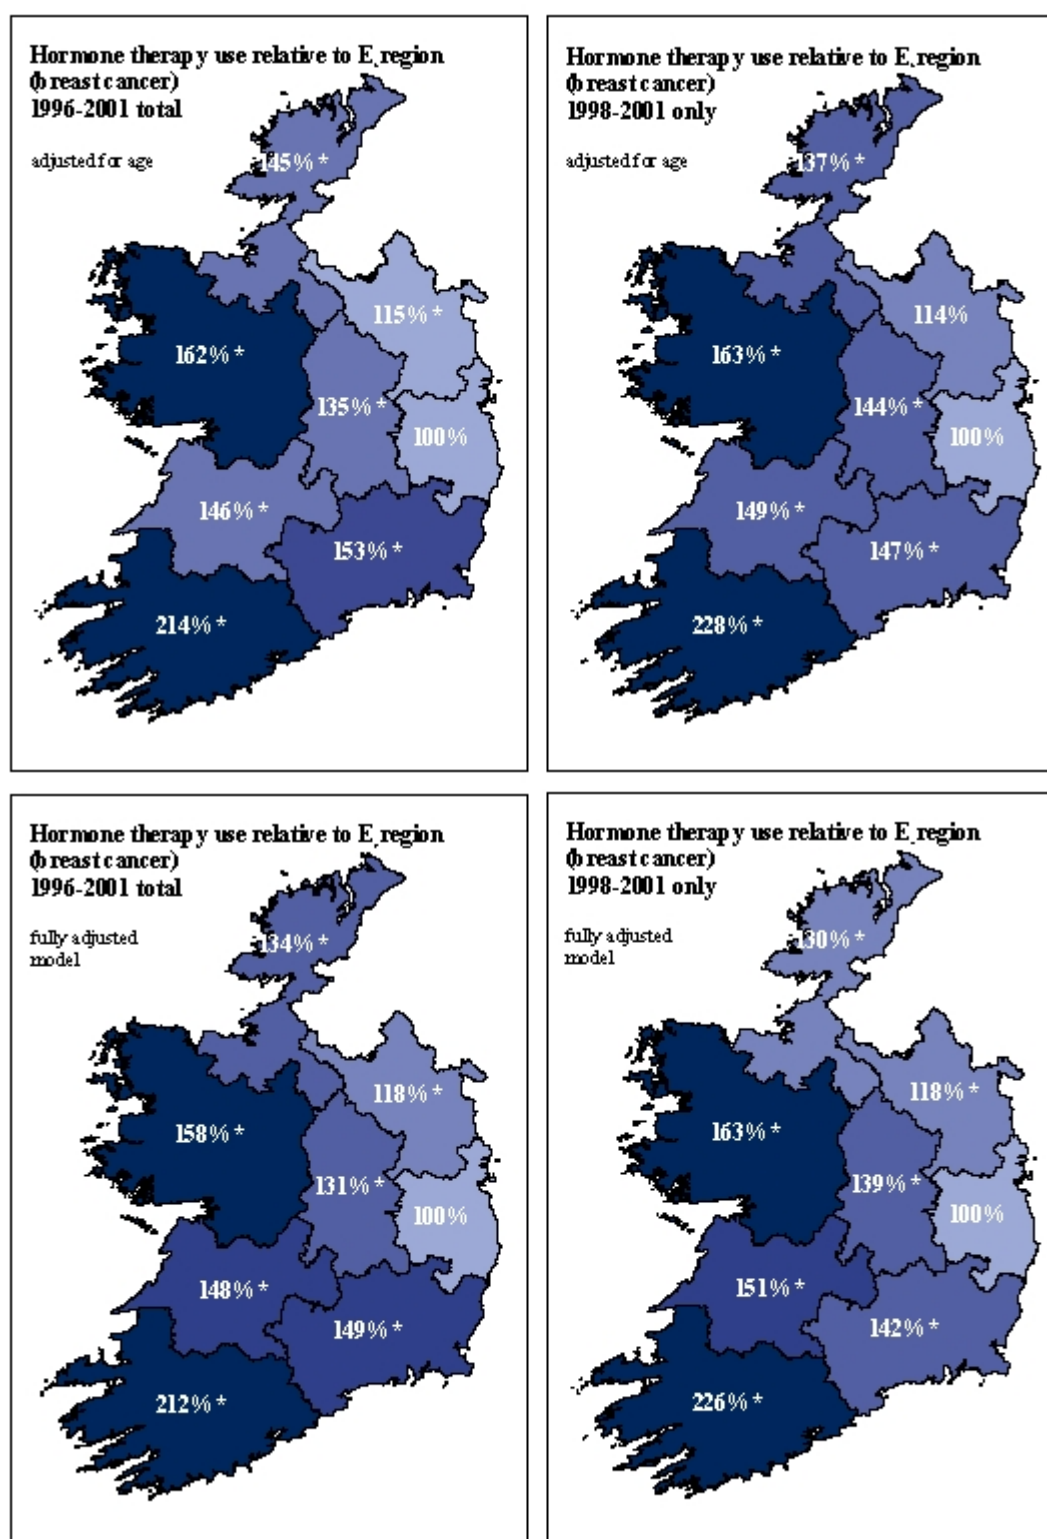 Hormone therapy use relative to E. region
(breast cancer)
1996-2001 total
adjusted for age
145% *
115% *
162% *
135% *
100%
146% *
153% *
214% *
Hormone therapy use relative to E. region
(breast cancer)
1998-2001 only
adjusted for age
137% *
114%
163% *
144% *
100%
149% *
147% *
228% *
Hormone therapy use relative to E. region
(breast cancer)
1996-2001 total
fully adjusted
model
134% *
118% *
158% *
131% *
100%
148% *
149% *
212% *
Hormone therapy use relative to E. region
(breast cancer)
1998-2001 only
fully adjusted
model
130% *
118% *
163% *
139% *
100%
151% *
142% *
226% *